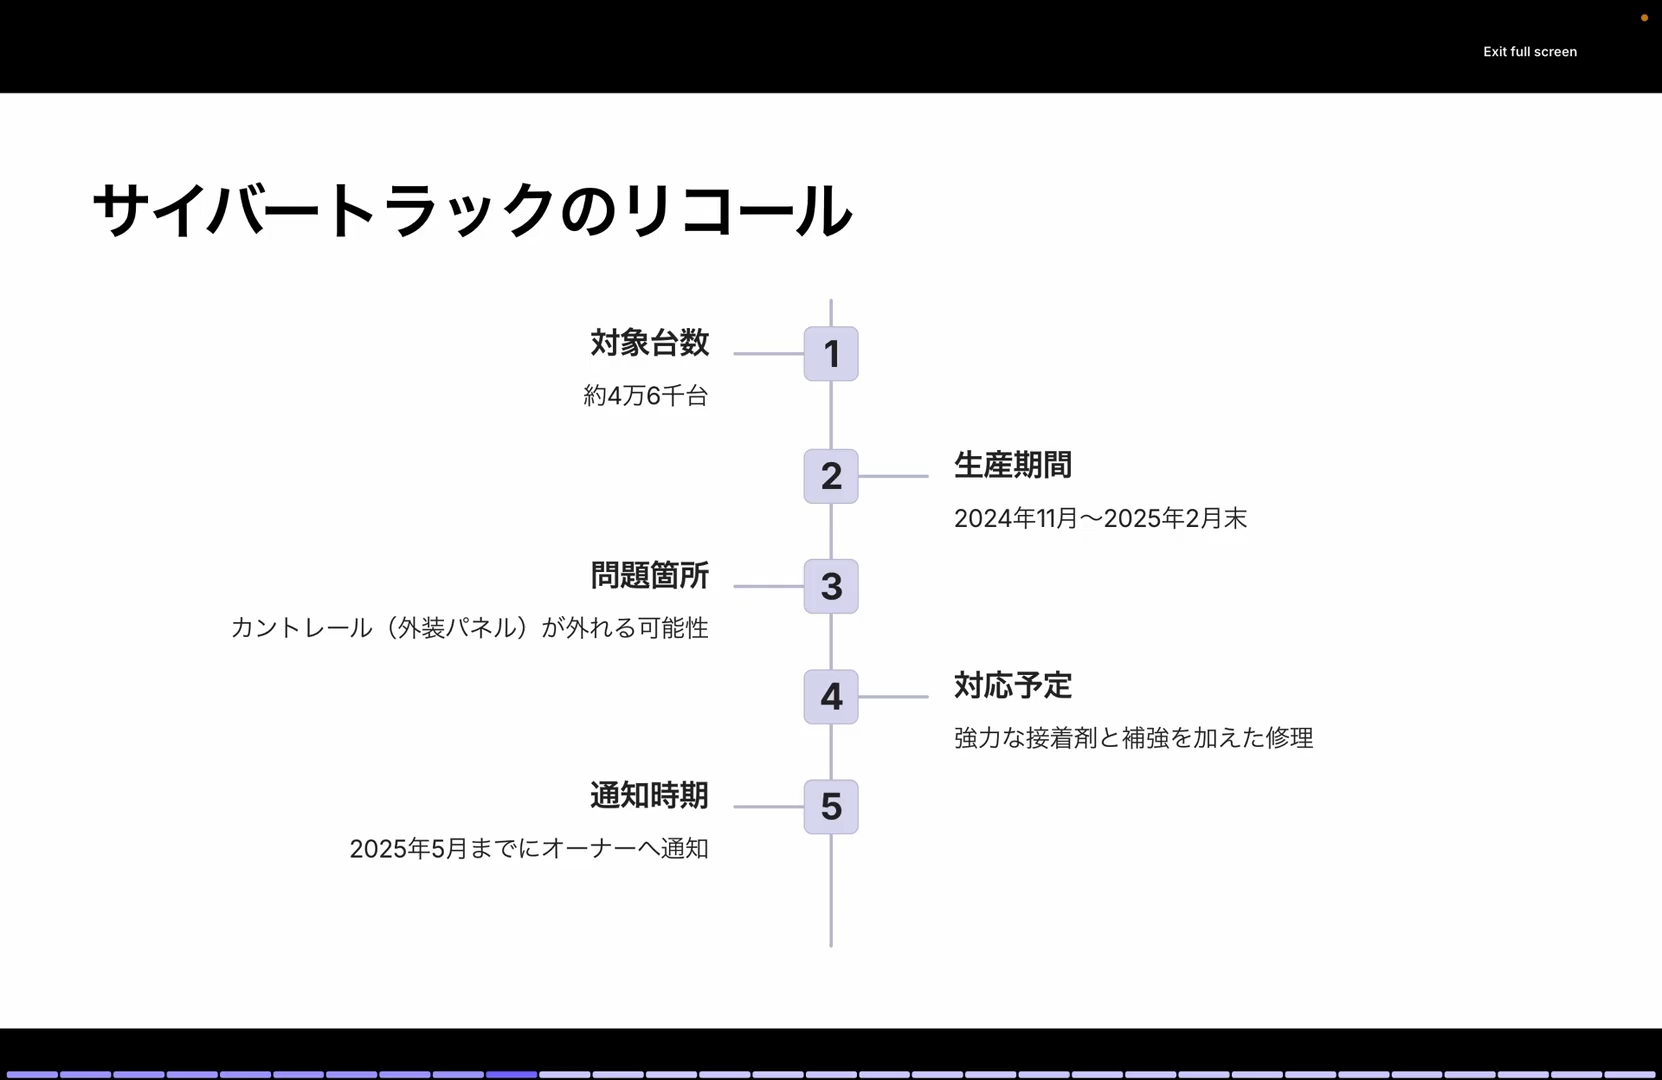 Exit full screen
サイバートラックのリコール
対象台数
1
約4万6千台
2
生産期間
2024年11月〜2025年2月末
問題箇所
3
カントレール（外装パネル）が外れる可能性
4
対応予定
強力な接着剤と補強を加えた修理
通知時期
5
2025年5月までにオーナーへ通知